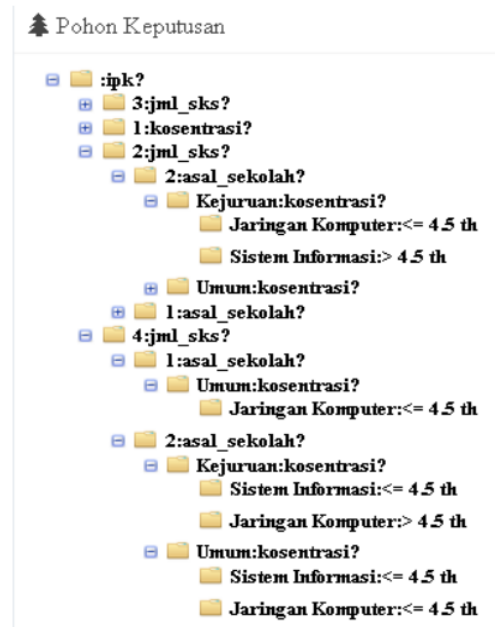 Pohon Keputusan
:ipk?
3:jml_sks?
1:kosentrasi?
2:jml_sks?
2:asal_sekolah?
Kejuruan:kosentrasi?
Jaringan Komputer:<= 4.5 th
Sistem Informasi:> 4.5 th
Umum:kosentrasi?
1:asal_sekolah?
4:jml_sks?
1:asal_sekolah?
Umum:kosentrasi?
Jaringan Komputer:<= 4.5 th
2:asal_sekolah?
Kejuruan:kosentrasi?
Sistem Informasi:<= 4.5 th
Jaringan Komputer:> 4.5 th
Umum:kosentrasi?
Sistem Informasi:<= 4.5 th
Jaringan Komputer:<= 4.5 th